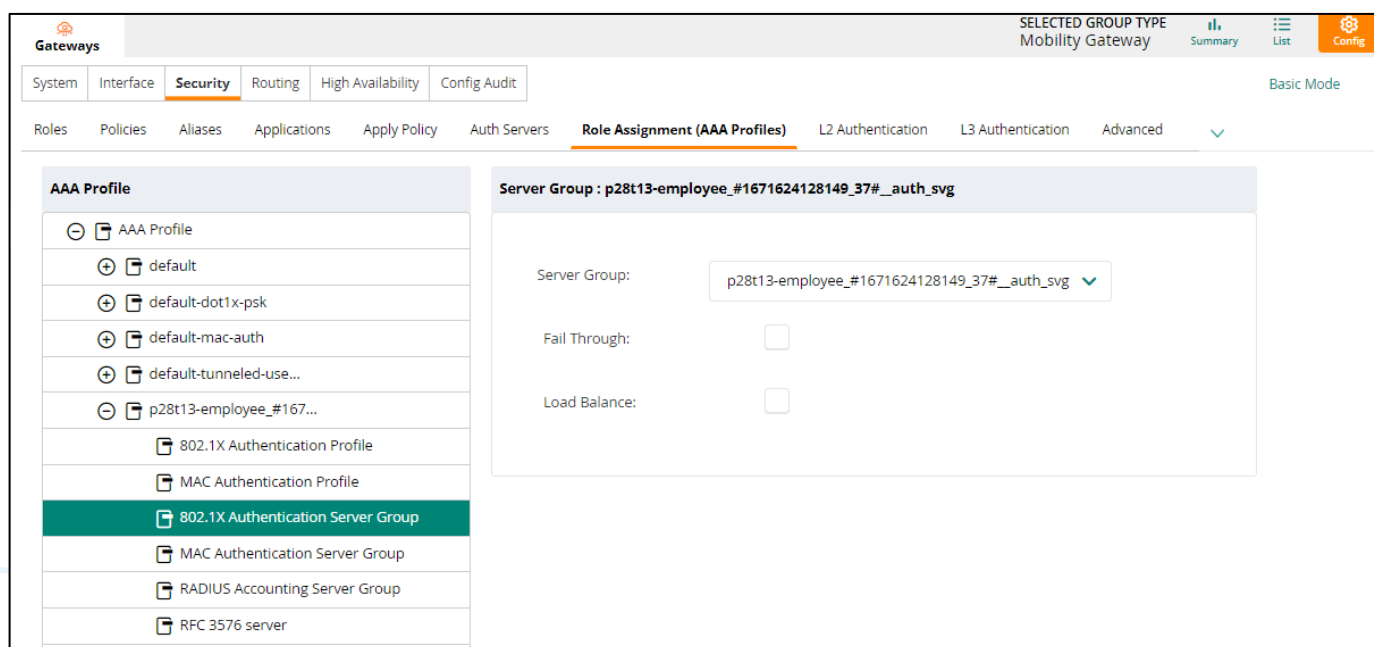 Gateways
SELECTED GROUP TYPE
Mobility Gateway
Summary
List
Config
System Interface Security Routing High Availability Config Audit
Basic Mode
Roles Policies Aliases Applications Apply Policy Auth Servers Role Assignment (AAA Profiles) L2 Authentication L3 Authentication Advanced
AAA Profile
Server Group : p28t13-employee_#1671624128149_37#__auth_svg
AAA Profile
default
default-dot1x-psk
default-mac-auth
default-tunneled-use...
p28t13-employee_#167...
802.1X Authentication Profile
MAC Authentication Profile
802.1X Authentication Server Group
MAC Authentication Server Group
RADIUS Accounting Server Group
RFC 3576 server
Server Group: p28t13-employee_#1671624128149_37#__auth_svg
Fail Through:
Load Balance: